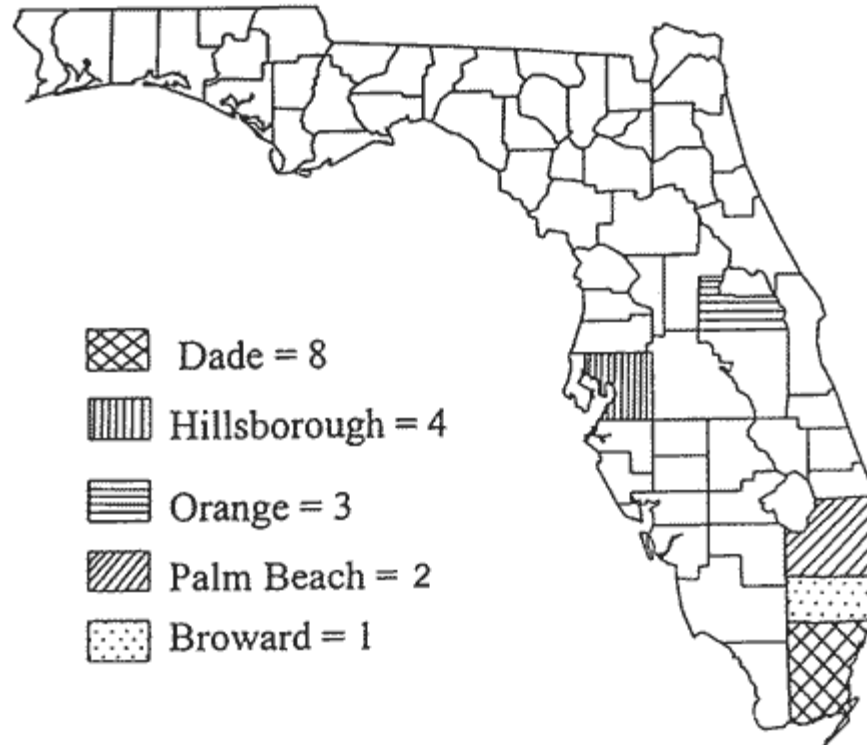 Dade = 8
Hillsborough = 4
Orange = 3
Palm Beach = 2
Broward = 1